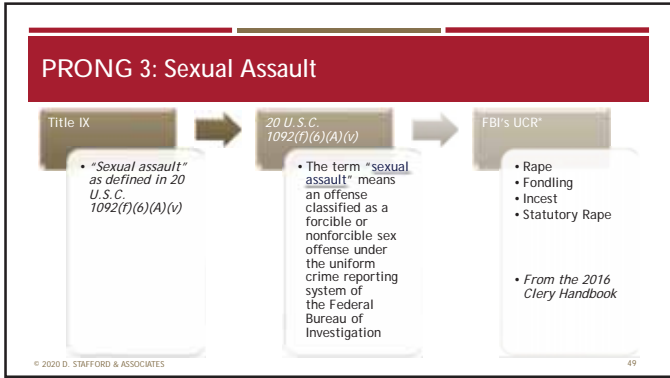 PRONG 3: Sexual Assault
Title IX
• "Sexual assault"
as defined in 20
U.S.C.
1092(f)(6)(A)(v)
20 U.S.C.
1092(f)(6)(A)(v)
• The term "sexual
assault" means
an offense
classified as a
forcible or
nonforcible sex
offense under
the uniform
crime reporting
system of
the Federal
Bureau of
Investigation
FBI's UCR*
• Rape
• Fondling
• Incest
• Statutory Rape
• From the 2016
Clery Handbook
© 2020 D. STAFFORD & ASSOCIATES
49